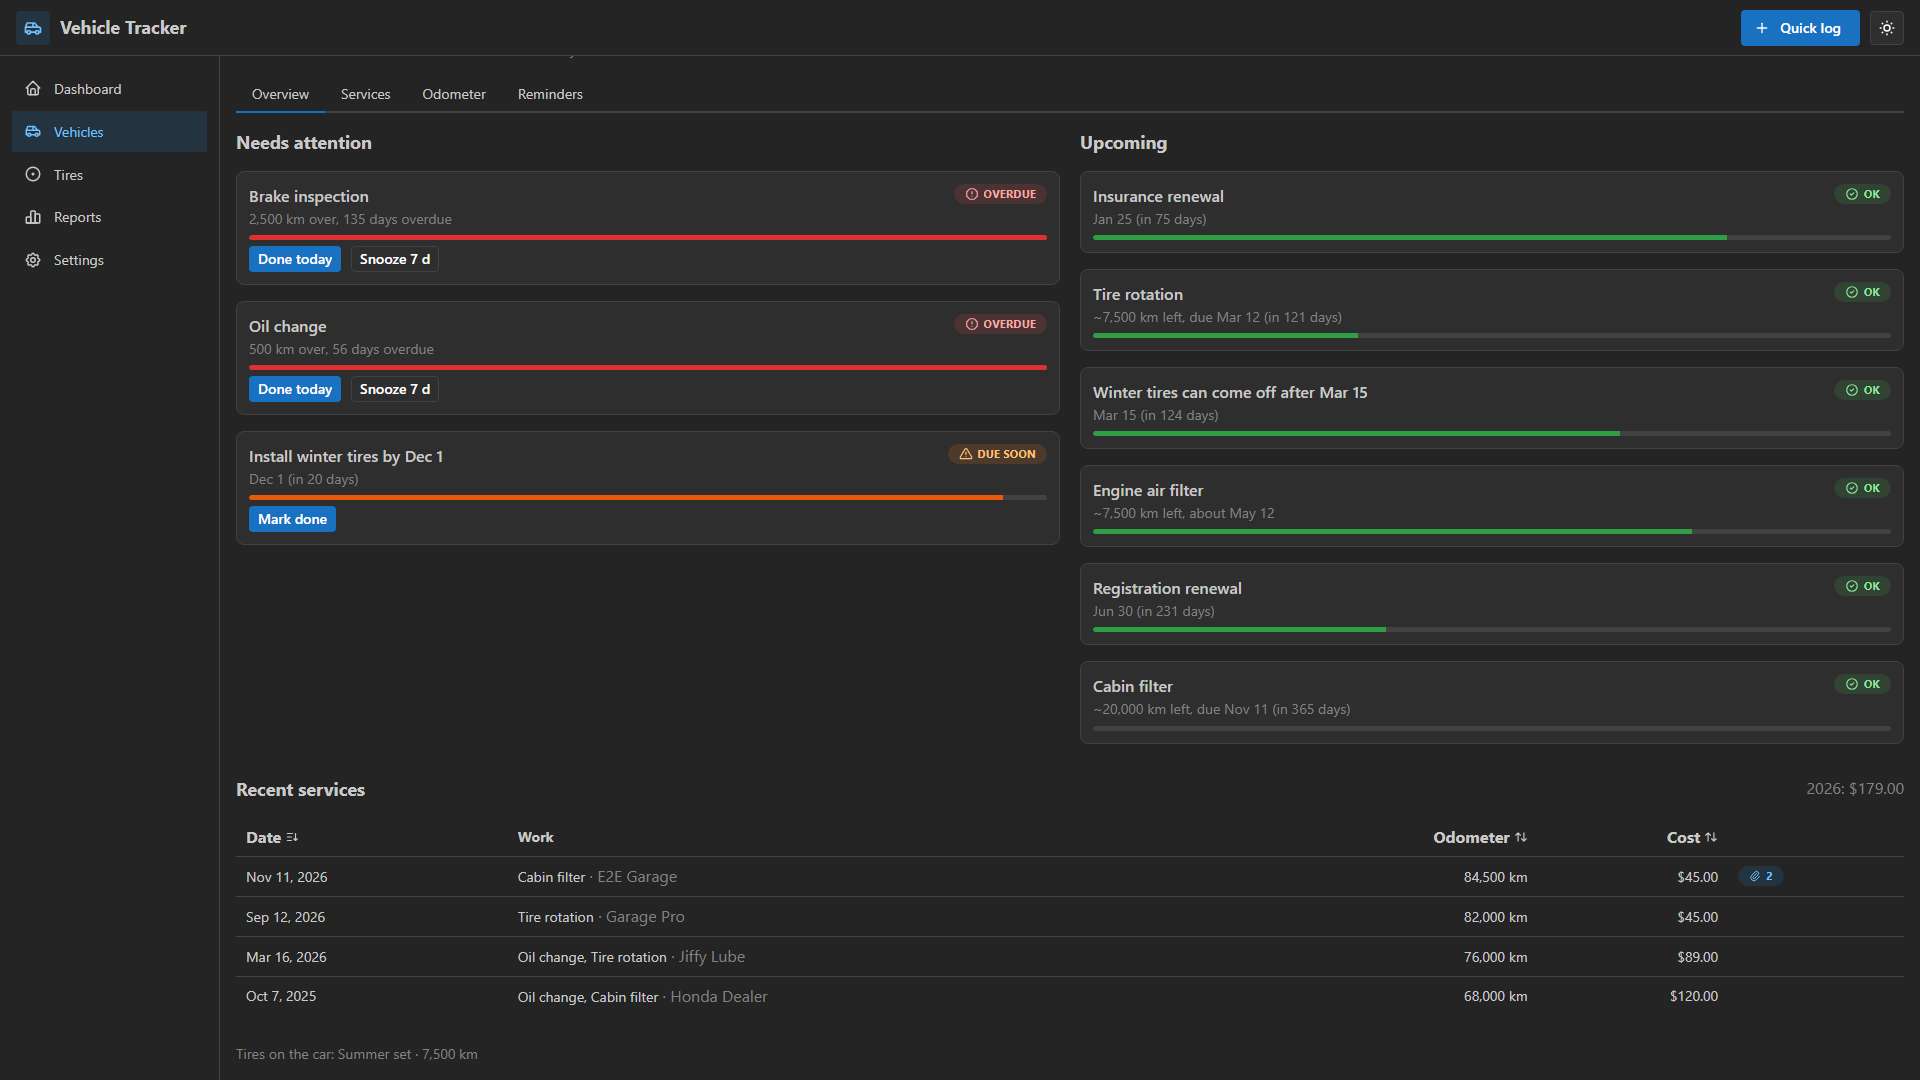 Vehicle Tracker
Quick log
Dashboard
Vehicles
Tires
Reports
Settings
Overview Services Odometer Reminders
Needs attention
Brake inspection
OVERDUE
2,500 km over, 135 days overdue
Done today Snooze 7 d
Oil change
OVERDUE
500 km over, 56 days overdue
Done today Snooze 7 d
Install winter tires by Dec 1
DUE SOON
Dec 1 (in 20 days)
Mark done
Upcoming
Insurance renewal
OK
Jan 25 (in 75 days)
Tire rotation
OK
~7,500 km left, due Mar 12 (in 121 days)
Winter tires can come off after Mar 15
OK
Mar 15 (in 124 days)
Engine air filter
OK
~7,500 km left, about May 12
Registration renewal
OK
Jun 30 (in 231 days)
Cabin filter
OK
~20,000 km left, due Nov 11 (in 365 days)
Recent services
2026: $179.00
Date Work Odometer Cost
Nov 11, 2026 Cabin filter · E2E Garage 84,500 km $45.00 2
Sep 12, 2026 Tire rotation · Garage Pro 82,000 km $45.00
Mar 16, 2026 Oil change, Tire rotation · Jiffy Lube 76,000 km $89.00
Oct 7, 2025 Oil change, Cabin filter · Honda Dealer 68,000 km $120.00
Tires on the car: Summer set · 7,500 km